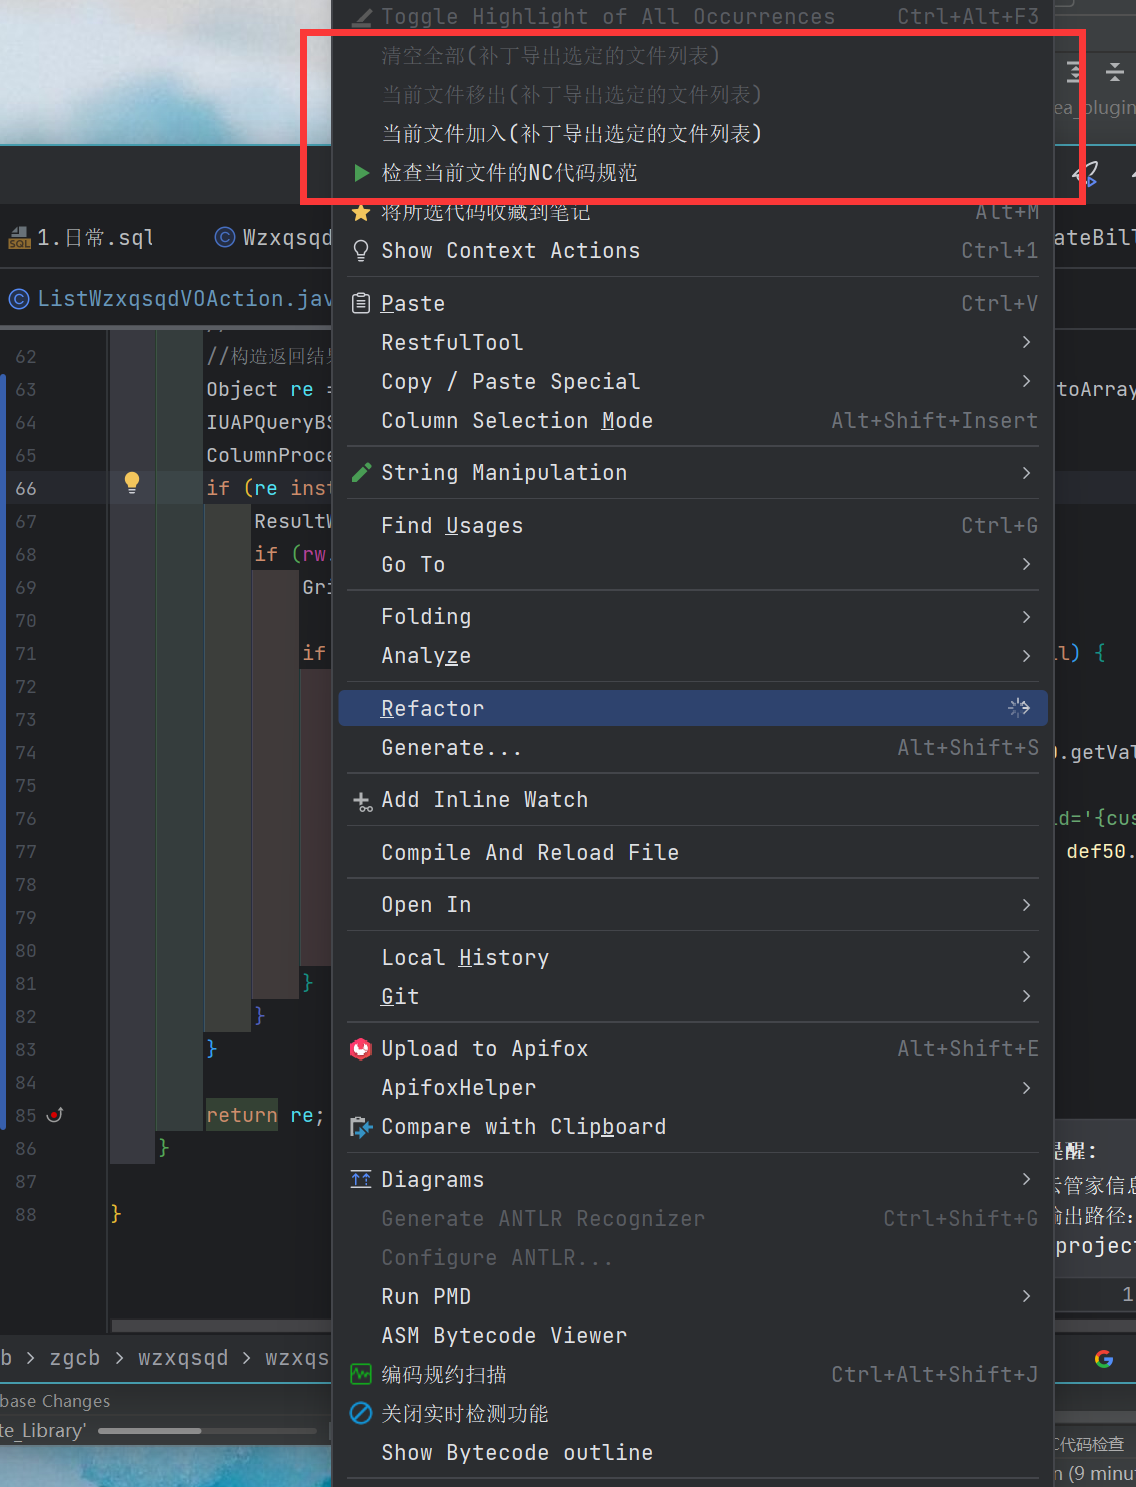 Toggle Highlight of All Occurrences Ctrl+Alt+F3
清空全部(补丁导出选定的文件列表)
当前文件移出(补丁导出选定的文件列表)
ea_plugin
当前文件加入(补丁导出选定的文件列表)
检查当前文件的NC代码规范
将所选代码收藏到笔记 Alt+M
1.日常.sql Wzxqsqd
ateBill
Show Context Actions Ctrl+1
ListWzxqsqdVOAction.jav
Paste Ctrl+V
RestfulTool
62 //构造返回结果
63 Object re =
Copy / Paste Special
toArray
64 IUAPQueryBS
Column Selection Mode Alt+Shift+Insert
65 ColumnProce
String Manipulation
66 if (re inst
67 ResultW
Find Usages Ctrl+G
68 if (rw.
Go To
69 Gri
70
Folding
71 if
Analyze
l) {
72
Refactor
73
74
Generate... Alt+Shift+S
.getVal
75
Add Inline Watch
76
d='{cus
77
Compile And Reload File
def50.
78
Open In
79
80
Local History
81 }
Git
82 }
83 }
Upload to Apifox Alt+Shift+E
84
ApifoxHelper
85 return re;
Compare with Clipboard
86 }
醒：
Diagrams
87
管家信息
88 }
Generate ANTLR Recognizer Ctrl+Shift+G
出路径：
Configure ANTLR...
project
Run PMD
1
ASM Bytecode Viewer
b > zgcb > wzxqsqd > wzxqs
编码规约扫描 Ctrl+Alt+Shift+J
base Changes
关闭实时检测功能
te_Library'
Show Bytecode outline
C代码检查
n (9 minut